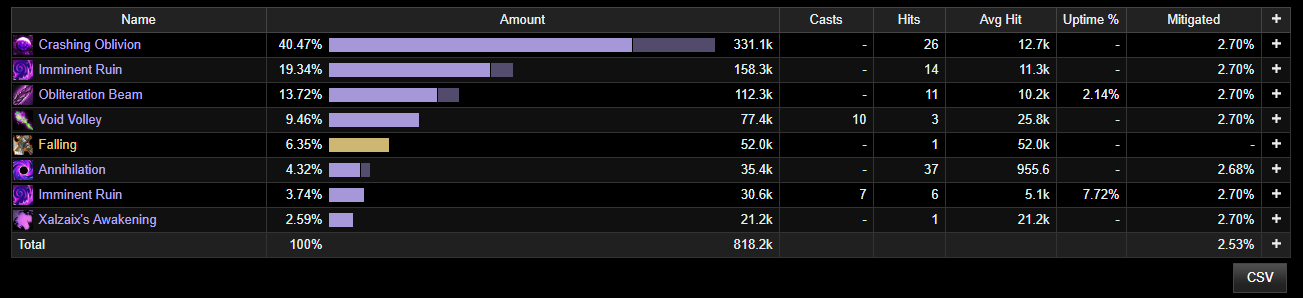 Name Amount Casts Hits Avg Hit Uptime % Mitigated +
Crashing Oblivion 40.47% 331.1k - 26 12.7k - 2.70% +
Imminent Ruin 19.34% 158.3k - 14 11.3k - 2.70% +
Obliteration Beam 13.72% 112.3k - 11 10.2k 2.14% 2.70% +
Void Volley 9.46% 77.4k 10 3 25.8k - 2.70% +
Falling 6.35% 52.0k - 1 52.0k - - +
Annihilation 4.32% 35.4k - 37 955.6 - 2.68% +
Imminent Ruin 3.74% 30.6k 7 6 5.1k 7.72% 2.70% +
Xalzaix's Awakening 2.59% 21.2k - 1 21.2k - 2.70% +
Total 100% 818.2k 2.53% +
CSV